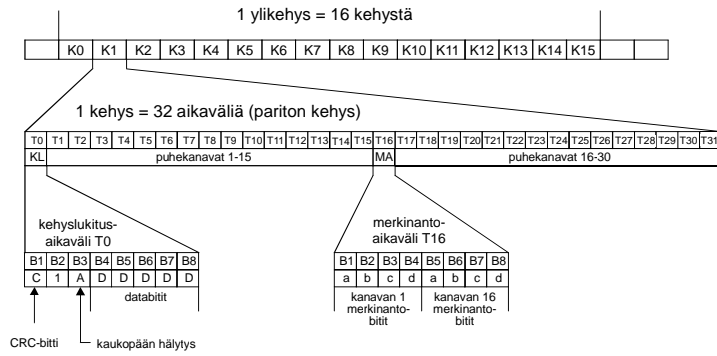 1 ylikehys = 16 kehystä
K0 K1 K2 K3 K4 K5 K6 K7 K8 K9 K10 K11 K12 K13 K14 K15
1 kehys = 32 aikaväliä (pariton kehys)
T0 T1 T2 T3 T4 T5 T6 T7 T8 T9 T10 T11 T12 T13 T14 T15 T16 T17 T18 T19 T20 T21 T22 T23 T24 T25 T26 T27 T28 T29 T30 T31
KL puhekanavat 1-15 MA puhekanavat 16-30
kehyslukitus-
aikaväli T0
merkinanto-
aikaväli T16
B1 B2 B3 B4 B5 B6 B7 B8
C 1 A D D D D D
databitit
B1 B2 B3 B4 B5 B6 B7 B8
a b c d a b c d
kanavan 1
merkinanto-
bitit
kanavan 16
merkinanto-
bitit
CRC-bitti
kaukopään hälytys